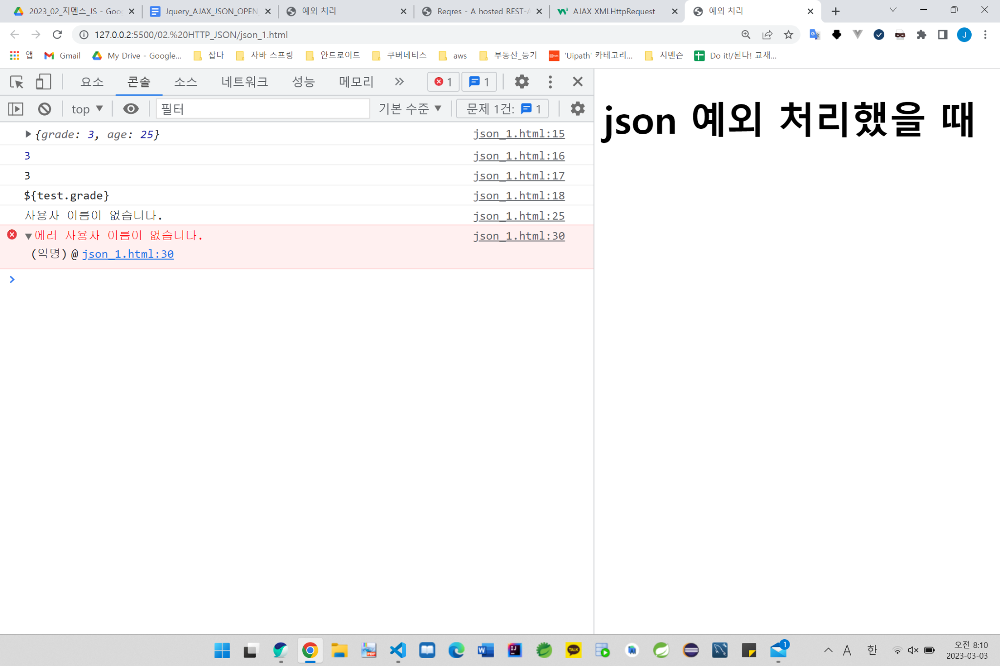 2023_02_지멘스_JS - Goo
Jquery_AJAX_JSON_OPEN
예외 처리
Reqres - A hosted REST-A
AJAX XMLHttpRequest
예외 처리
127.0.0.2:5500/02.%20HTTP_JSON/json_1.html
J
앱
Gmail
My Drive - Google...
잡다
자바 스프링
안드로이드
쿠버네티스
aws
부동산_등기
'Uipath' 카테고리...
지멘슨
Do it!/된다! 교재...
요소
콘솔
소스
네트워크
성능
메모리
1
1
top
필터
기본 수준
문제 1건: 1
{grade: 3, age: 25} json_1.html:15
3 json_1.html:16
3 json_1.html:17
${test.grade} json_1.html:18
사용자 이름이 없습니다. json_1.html:25
에러 사용자 이름이 없습니다. json_1.html:30
(익명) @ json_1.html:30
json 예외 처리했을 때
PDF
W
IJ
TALK
1
A
한
오전 8:10
2023-03-03